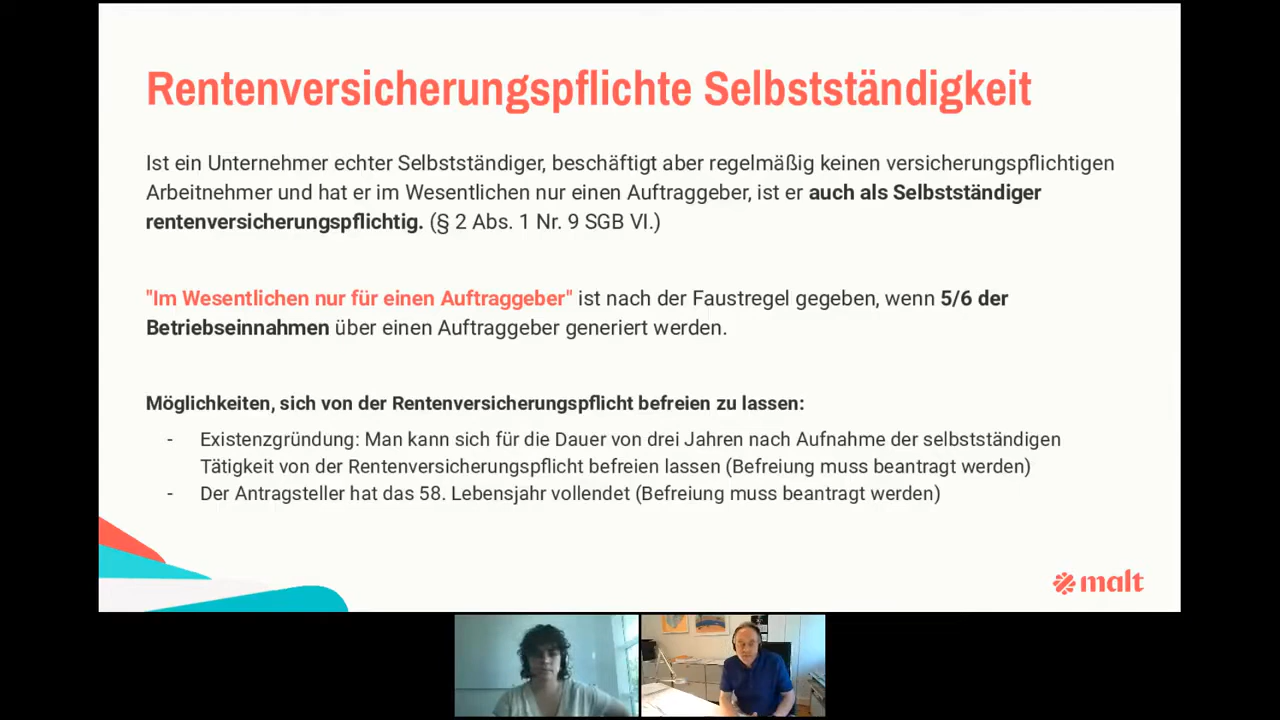 Rentenversicherungspflichte Selbstständigkeit
Ist ein Unternehmer echter Selbstständiger, beschäftigt aber regelmäßig keinen versicherungspflichtigen
Arbeitnehmer und hat er im Wesentlichen nur einen Auftraggeber, ist er auch als Selbstständiger
rentenversicherungspflichtig. (§ 2 Abs. 1 Nr. 9 SGB VI.)
"Im Wesentlichen nur für einen Auftraggeber" ist nach der Faustregel gegeben, wenn 5/6 der
Betriebseinnahmen über einen Auftraggeber generiert werden.
Möglichkeiten, sich von der Rentenversicherungspflicht befreien zu lassen:
- Existenzgründung: Man kann sich für die Dauer von drei Jahren nach Aufnahme der selbstständigen
Tätigkeit von der Rentenversicherungspflicht befreien lassen (Befreiung muss beantragt werden)
- Der Antragsteller hat das 58. Lebensjahr vollendet (Befreiung muss beantragt werden)
malt